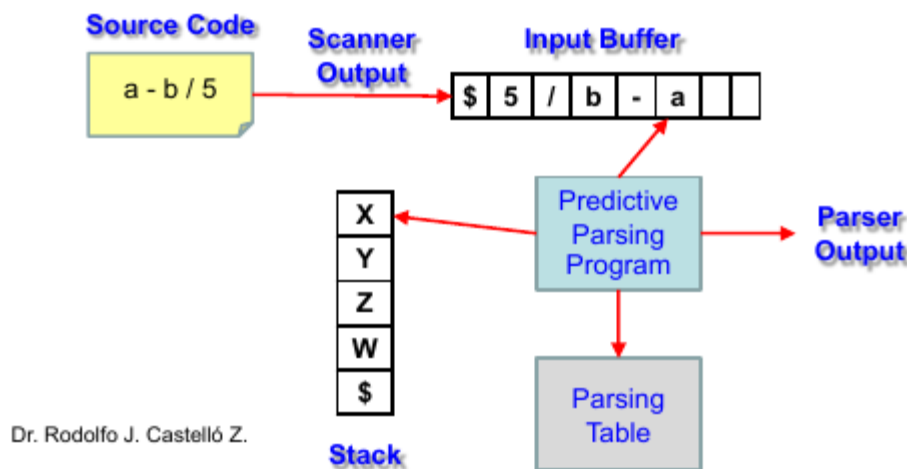 Source Code
a - b / 5
Scanner
Output
Input Buffer
$ 5 / b - a
X
Y
Z
W
$
Stack
Predictive
Parsing
Program
Parser
Output
Parsing
Table
Dr. Rodolfo J. Castelló Z.